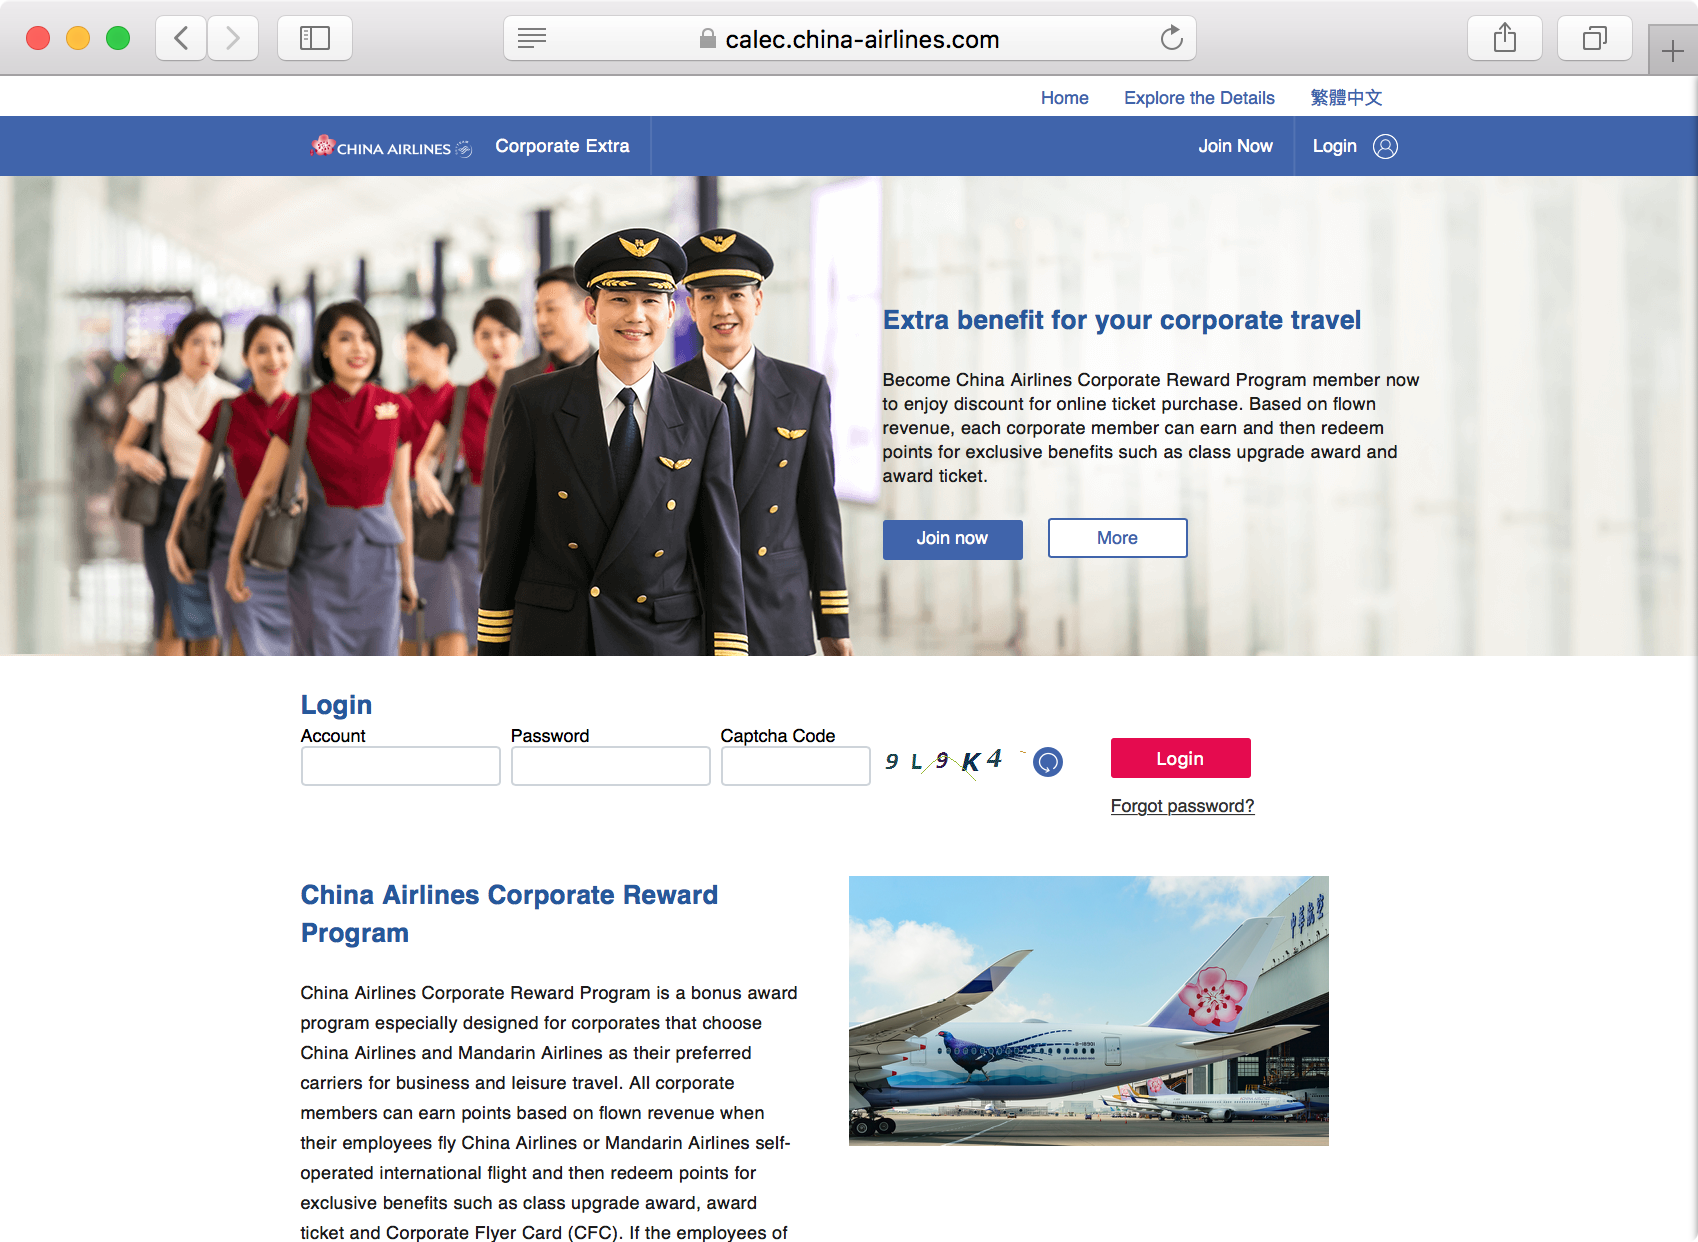 calec.china-airlines.com
Home Explore the Details 繁體中文
CHINA AIRLINES Corporate Extra Join Now Login
Extra benefit for your corporate travel
Become China Airlines Corporate Reward Program member now
to enjoy discount for online ticket purchase. Based on flown
revenue, each corporate member can earn and then redeem
points for exclusive benefits such as class upgrade award and
award ticket.
Join now More
Login
Account Password Captcha Code
9 L 9 K 4
Login
Forgot password?
China Airlines Corporate Reward
Program
China Airlines Corporate Reward Program is a bonus award
program especially designed for corporates that choose
China Airlines and Mandarin Airlines as their preferred
carriers for business and leisure travel. All corporate
members can earn points based on flown revenue when
their employees fly China Airlines or Mandarin Airlines self-
operated international flight and then redeem points for
exclusive benefits such as class upgrade award, award
ticket and Corporate Flyer Card (CFC). If the employees of
中華航空
B-18901